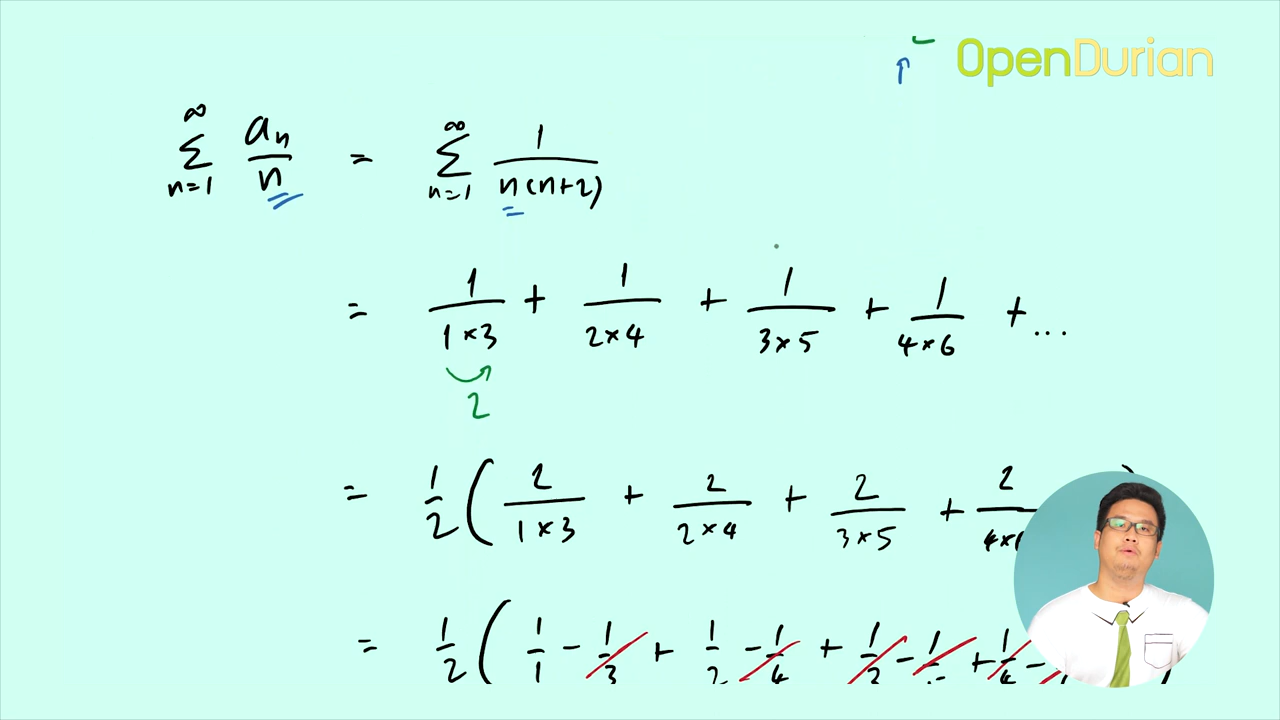 OpenDurian
∞ ∑ n=1 aₙ/n = ∞ ∑ n=1 1/n(n+2)
= 1/1×3 + 1/2×4 + 1/3×5 + 1/4×6 + ...
2
= 1/2 ( 2/1×3 + 2/2×4 + 2/3×5 + 2/
= 1/2 ( 1/1 - 1/3 + 1/2 - 1/4 + 1/3 -